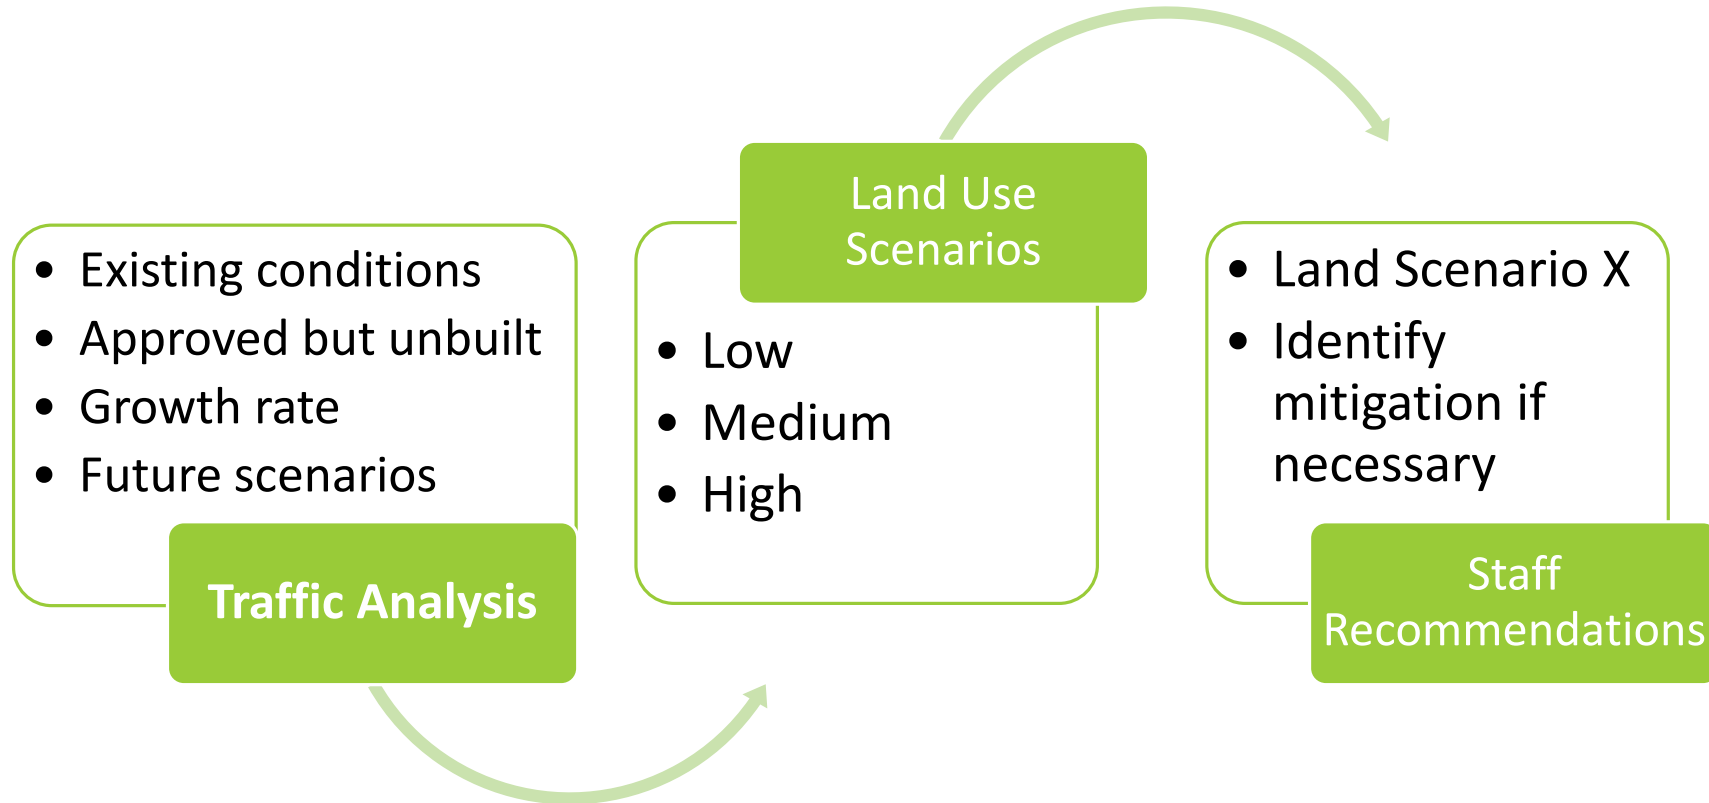 • Existing conditions
• Approved but unbuilt
• Growth rate
• Future scenarios
Traffic Analysis
Land Use
Scenarios
• Low
• Medium
• High
• Land Scenario X
• Identify
mitigation if
necessary
Staff
Recommendations